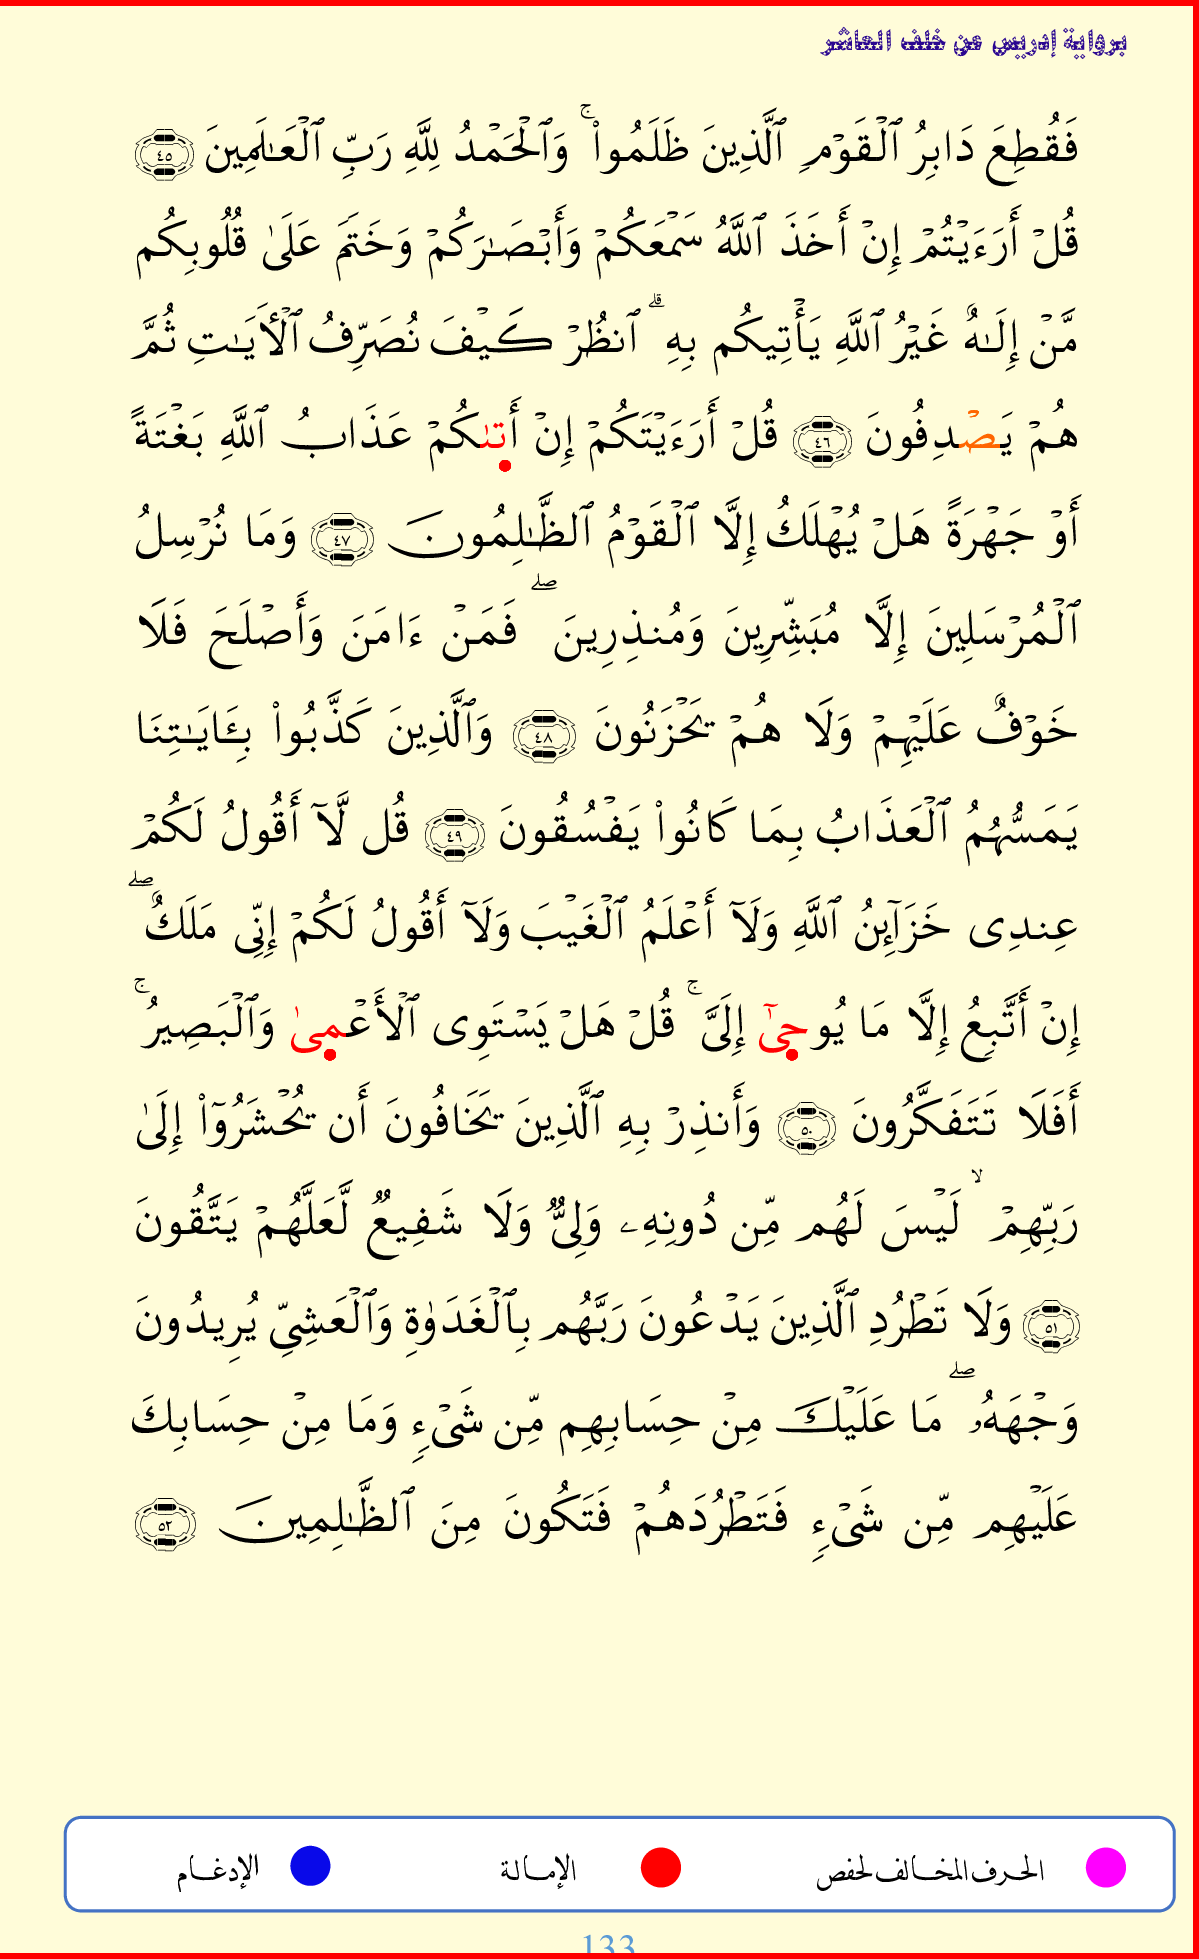 برواية إدريس عن خلف العاشر
فَقُطِعَ دَابِرُ ٱلۡقَوۡمِ ٱلَّذِينَ ظَلَمُواْۚ وَٱلۡحَمۡدُ لِلَّهِ رَبِّ ٱلۡعَٰلَمِينَ ٤٥
قُلۡ أَرَءَيۡتُمۡ إِنۡ أَخَذَ ٱللَّهُ سَمۡعَكُمۡ وَأَبۡصَٰرَكُمۡ وَخَتَمَ عَلَىٰ قُلُوبِكُم
مَّنۡ إِلَٰهٌ غَيۡرُ ٱللَّهِ يَأۡتِيكُم بِهِۗ ٱنظُرۡ كَيۡفَ نُصَرِّفُ ٱلۡأٓيَٰتِ ثُمَّ
هُمۡ يَصۡدِفُونَ ٤٦ قُلۡ أَرَءَيۡتَكُمۡ إِنۡ أَتىٰكُمۡ عَذَابُ ٱللَّهِ بَغۡتَةً
أَوۡ جَهۡرَةً هَلۡ يُهۡلَكُ إِلَّا ٱلۡقَوۡمُ ٱلظَّٰلِمُونَ ٤٧ وَمَا نُرۡسِلُ
ٱلۡمُرۡسَلِينَ إِلَّا مُبَشِّرِينَ وَمُنذِرِينَۖ فَمَنۡ ءَامَنَ وَأَصۡلَحَ فَلَا
خَوۡفٌ عَلَيۡهِمۡ وَلَا هُمۡ يَحۡزَنُونَ ٤٨ وَٱلَّذِينَ كَذَّبُواْ بِـَٔايَٰتِنَا
يَمَسُّهُمُ ٱلۡعَذَابُ بِمَا كَانُواْ يَفۡسُقُونَ ٤٩ قُل لَّآ أَقُولُ لَكُمۡ
عِندِى خَزَآئِنُ ٱللَّهِ وَلَآ أَعۡلَمُ ٱلۡغَيۡبَ وَلَآ أَقُولُ لَكُمۡ إِنِّى مَلَكٌۖ
إِنۡ أَتَّبِعُ إِلَّا مَا يُوحىٰٓ إِلَىَّۚ قُلۡ هَلۡ يَسۡتَوِى ٱلۡأَعۡمىٰ وَٱلۡبَصِيرُۚ
أَفَلَا تَتَفَكَّرُونَ ٥٠ وَأَنذِرۡ بِهِ ٱلَّذِينَ يَخَافُونَ أَن يُحۡشَرُوٓاْ إِلَىٰ
رَبِّهِمۡۙ لَيۡسَ لَهُم مِّن دُونِهِۦ وَلِىٌّ وَلَا شَفِيعٌ لَّعَلَّهُمۡ يَتَّقُونَ
٥١ وَلَا تَطۡرُدِ ٱلَّذِينَ يَدۡعُونَ رَبَّهُم بِٱلۡغَدَوٰةِ وَٱلۡعَشِىِّ يُرِيدُونَ
وَجۡهَهُۥۖ مَا عَلَيۡكَ مِنۡ حِسَابِهِم مِّن شَىۡءٍ وَمَا مِنۡ حِسَابِكَ
عَلَيۡهِم مِّن شَىۡءٍ فَتَطۡرُدَهُمۡ فَتَكُونَ مِنَ ٱلظَّٰلِمِينَ ٥٢
الحرف المخالف لحفص الإمالة الإدغام
133